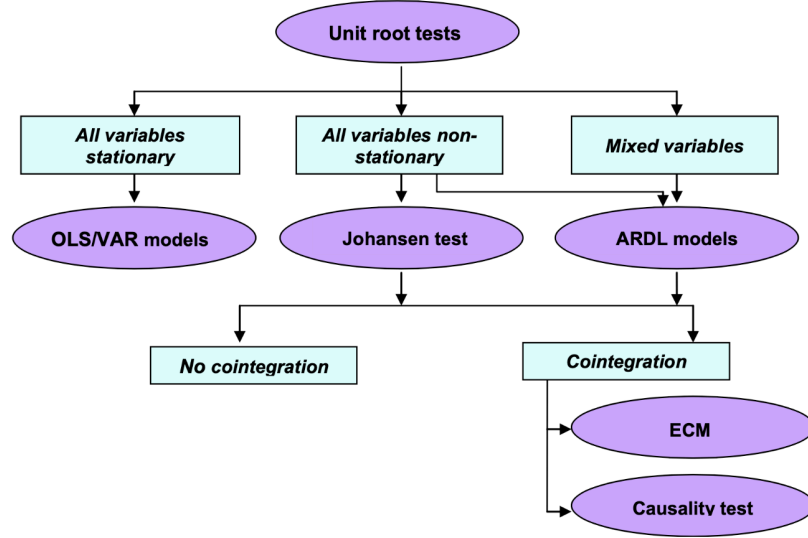 Unit root tests
All variables
stationary
All variables non-
stationary
Mixed variables
OLS/VAR models
Johansen test
ARDL models
No cointegration
Cointegration
ECM
Causality test